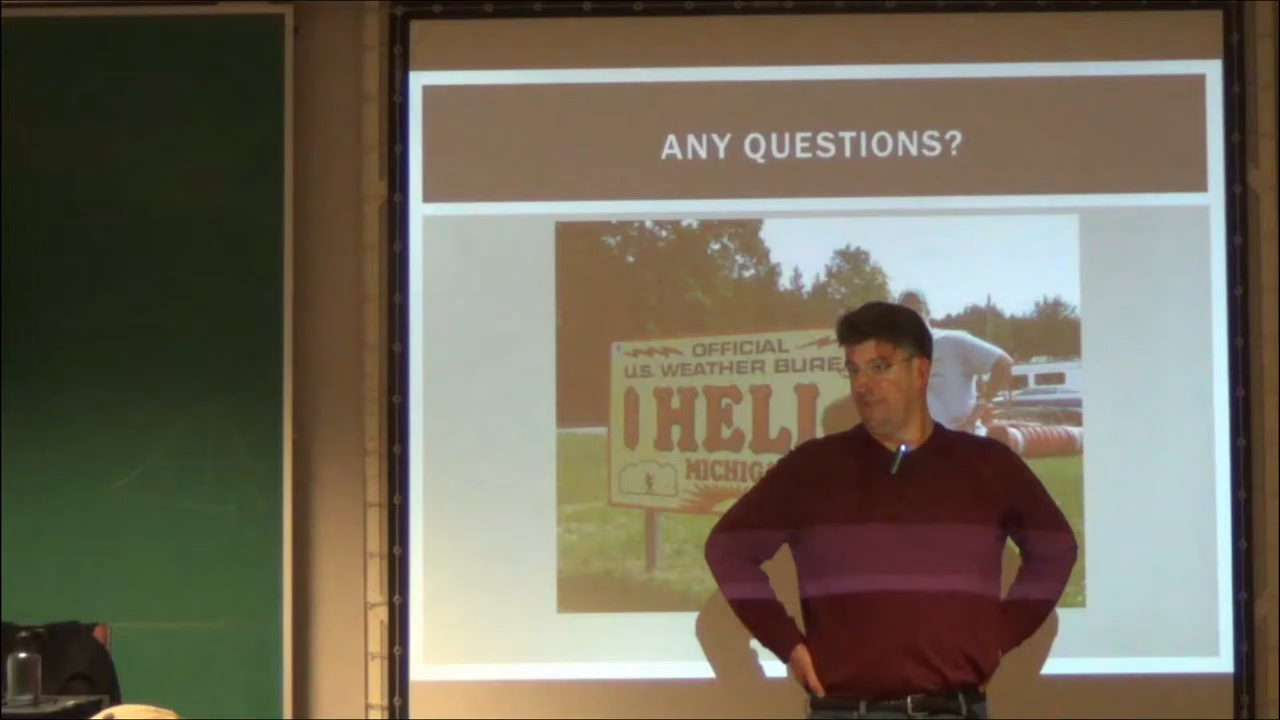 ANY QUESTIONS?
OFFICIAL
U.S. WEATHER BURE
HELL
MICHIG